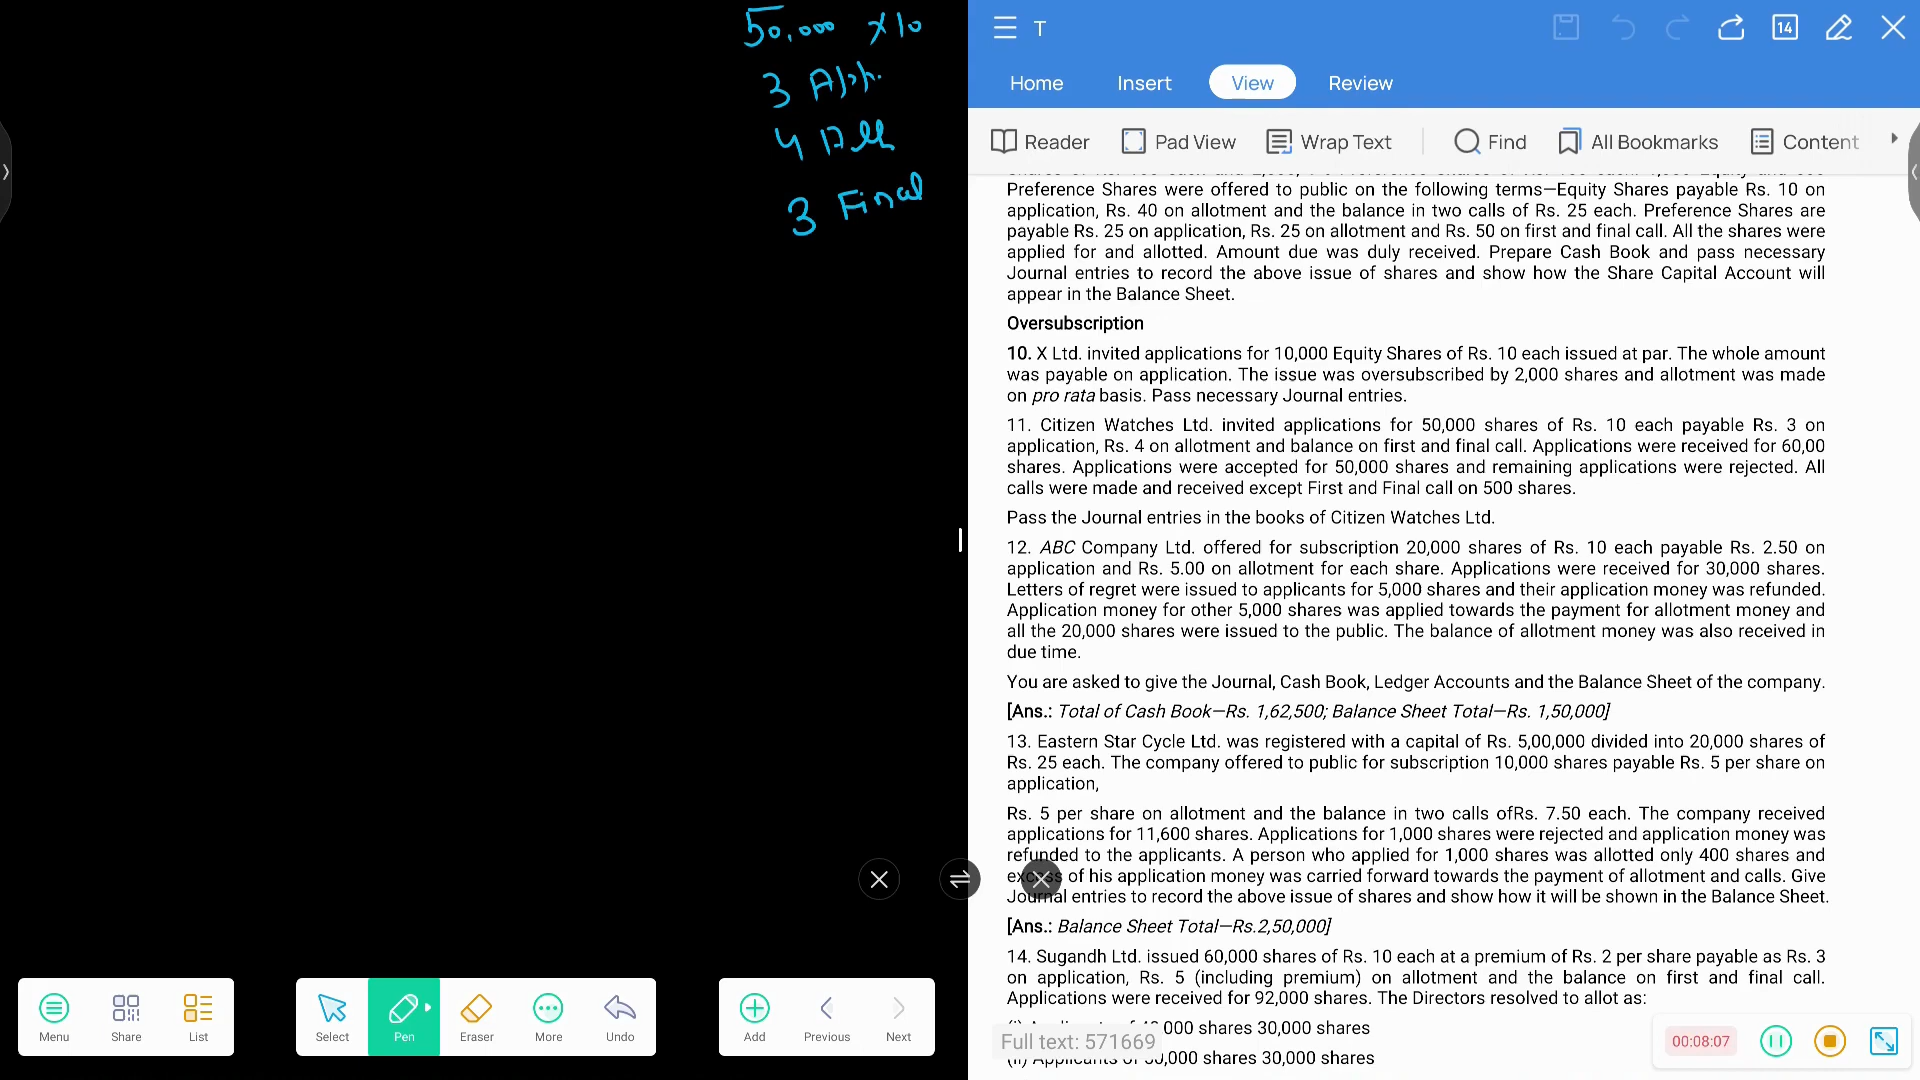 50,000 x 10
3 App.
4 All
3 Final
T
14
Home Insert View Review
Reader Pad View Wrap Text Find All Bookmarks Content
Preference Shares were offered to public on the following terms—Equity Shares payable Rs. 10 on
application, Rs. 40 on allotment and the balance in two calls of Rs. 25 each. Preference Shares are
payable Rs. 25 on application, Rs. 25 on allotment and Rs. 50 on first and final call. All the shares were
applied for and allotted. Amount due was duly received. Prepare Cash Book and pass necessary
Journal entries to record the above issue of shares and show how the Share Capital Account will
appear in the Balance Sheet.
Oversubscription
10. X Ltd. invited applications for 10,000 Equity Shares of Rs. 10 each issued at par. The whole amount
was payable on application. The issue was oversubscribed by 2,000 shares and allotment was made
on pro rata basis. Pass necessary Journal entries.
11. Citizen Watches Ltd. invited applications for 50,000 shares of Rs. 10 each payable Rs. 3 on
application, Rs. 4 on allotment and balance on first and final call. Applications were received for 60,00
shares. Applications were accepted for 50,000 shares and remaining applications were rejected. All
calls were made and received except First and Final call on 500 shares.
Pass the Journal entries in the books of Citizen Watches Ltd.
12. ABC Company Ltd. offered for subscription 20,000 shares of Rs. 10 each payable Rs. 2.50 on
application and Rs. 5.00 on allotment for each share. Applications were received for 30,000 shares.
Letters of regret were issued to applicants for 5,000 shares and their application money was refunded.
Application money for other 5,000 shares was applied towards the payment for allotment money and
all the 20,000 shares were issued to the public. The balance of allotment money was also received in
due time.
You are asked to give the Journal, Cash Book, Ledger Accounts and the Balance Sheet of the company.
[Ans.: Total of Cash Book—Rs. 1,62,500; Balance Sheet Total—Rs. 1,50,000]
13. Eastern Star Cycle Ltd. was registered with a capital of Rs. 5,00,000 divided into 20,000 shares of
Rs. 25 each. The company offered to public for subscription 10,000 shares payable Rs. 5 per share on
application,
Rs. 5 per share on allotment and the balance in two calls ofRs. 7.50 each. The company received
applications for 11,600 shares. Applications for 1,000 shares were rejected and application money was
refunded to the applicants. A person who applied for 1,000 shares was allotted only 400 shares and
excess of his application money was carried forward towards the payment of allotment and calls. Give
Journal entries to record the above issue of shares and show how it will be shown in the Balance Sheet.
[Ans.: Balance Sheet Total—Rs.2,50,000]
14. Sugandh Ltd. issued 60,000 shares of Rs. 10 each at a premium of Rs. 2 per share payable as Rs. 3
on application, Rs. 5 (including premium) on allotment and the balance on first and final call.
Applications were received for 92,000 shares. The Directors resolved to allot as:
000 shares 30,000 shares
Full text: 571669
shares 30,000 shares
00:08:07
Menu Share List Select Pen Eraser More Undo Add Previous Next